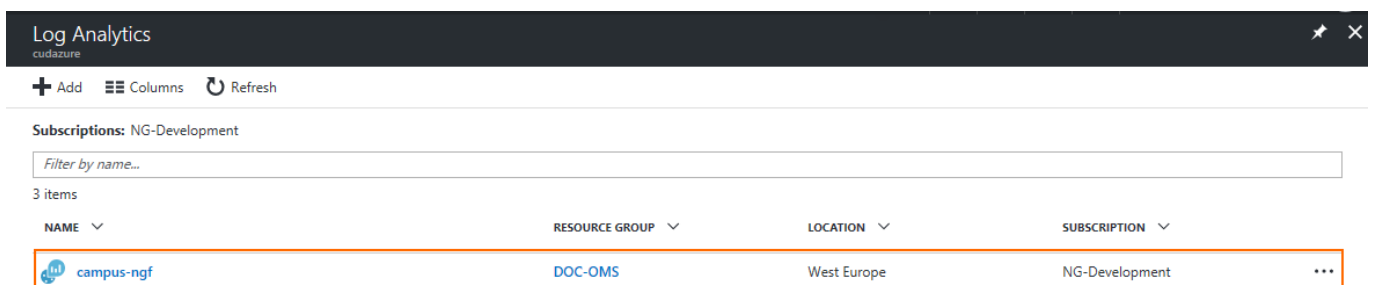 Log Analytics
cudazure
Add Columns Refresh
Subscriptions: NG-Development
Filter by name...
3 items
NAME RESOURCE GROUP LOCATION SUBSCRIPTION
campus-ngf DOC-OMS West Europe NG-Development ...